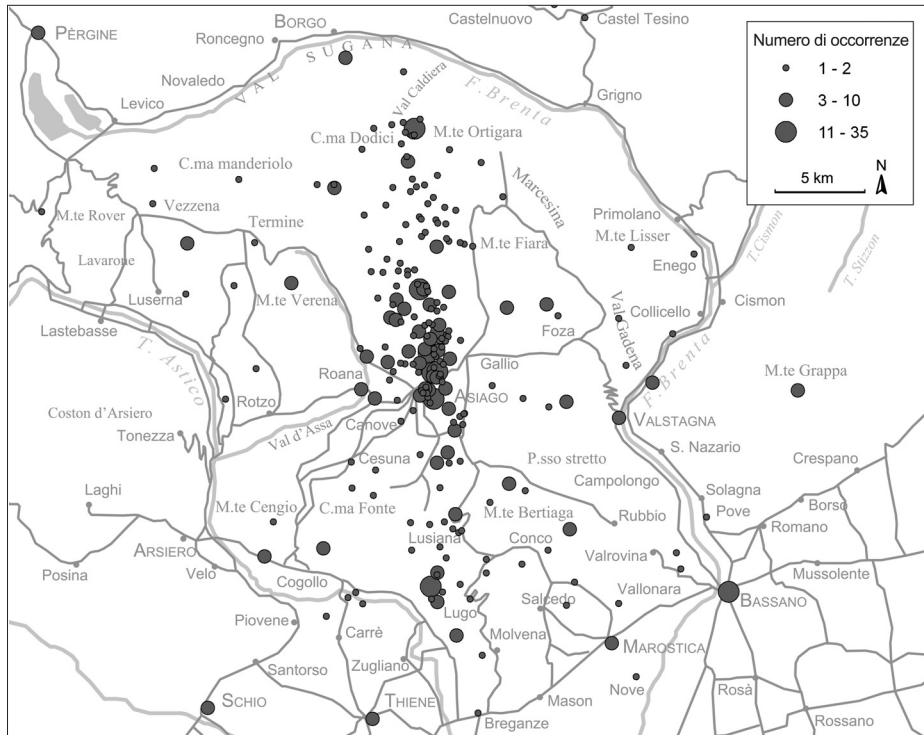 Numero di occorrenze
1 - 2
3 - 10
11 - 35
5 km
N
PÈRGINE
BORGO
Roncegno
Castelnuovo
Castel Tesino
VAL SUGANA
Novaledo
Levico
Val Caldiera
F. Brenta
Grigno
C.ma Dodici
M.te Ortigara
C.ma manderiolo
Marcesina
M.te Rover
Vezzena
Termine
Primolano
M.te Lisser
M.te Fiara
Enego
T.Cismon
T. Stizzon
Lavarone
Luserna
M.te Verena
Cismon
Collicello
Lastebasse
Foza
Val Gadena
T. Astico
Gallio
F. Brenta
M.te Grappa
Roana
ASIAGO
Coston d'Arsiero
Rotzo
Canove
VALSTAGNA
Tonezza
Val d'Assa
S. Nazario
Cesuna
P.sso stretto
Crespano
Campolongo
Laghi
Solagna
Borso
M.te Cengio
C.ma Fonte
M.te Bertiaga
Pove
Rubbio
Romano
ARSIERO
Lusiana
Conco
Valrovina
Posina
Velo
Mussolente
Cogollo
Vallonara
BASSANO
Lugo
Salcedo
Piovene
Carrè
Molvena
MAROSTICA
Santorso
Zugliano
Nove
Rosà
SCHIO
THIENE
Mason
Breganze
Rossano